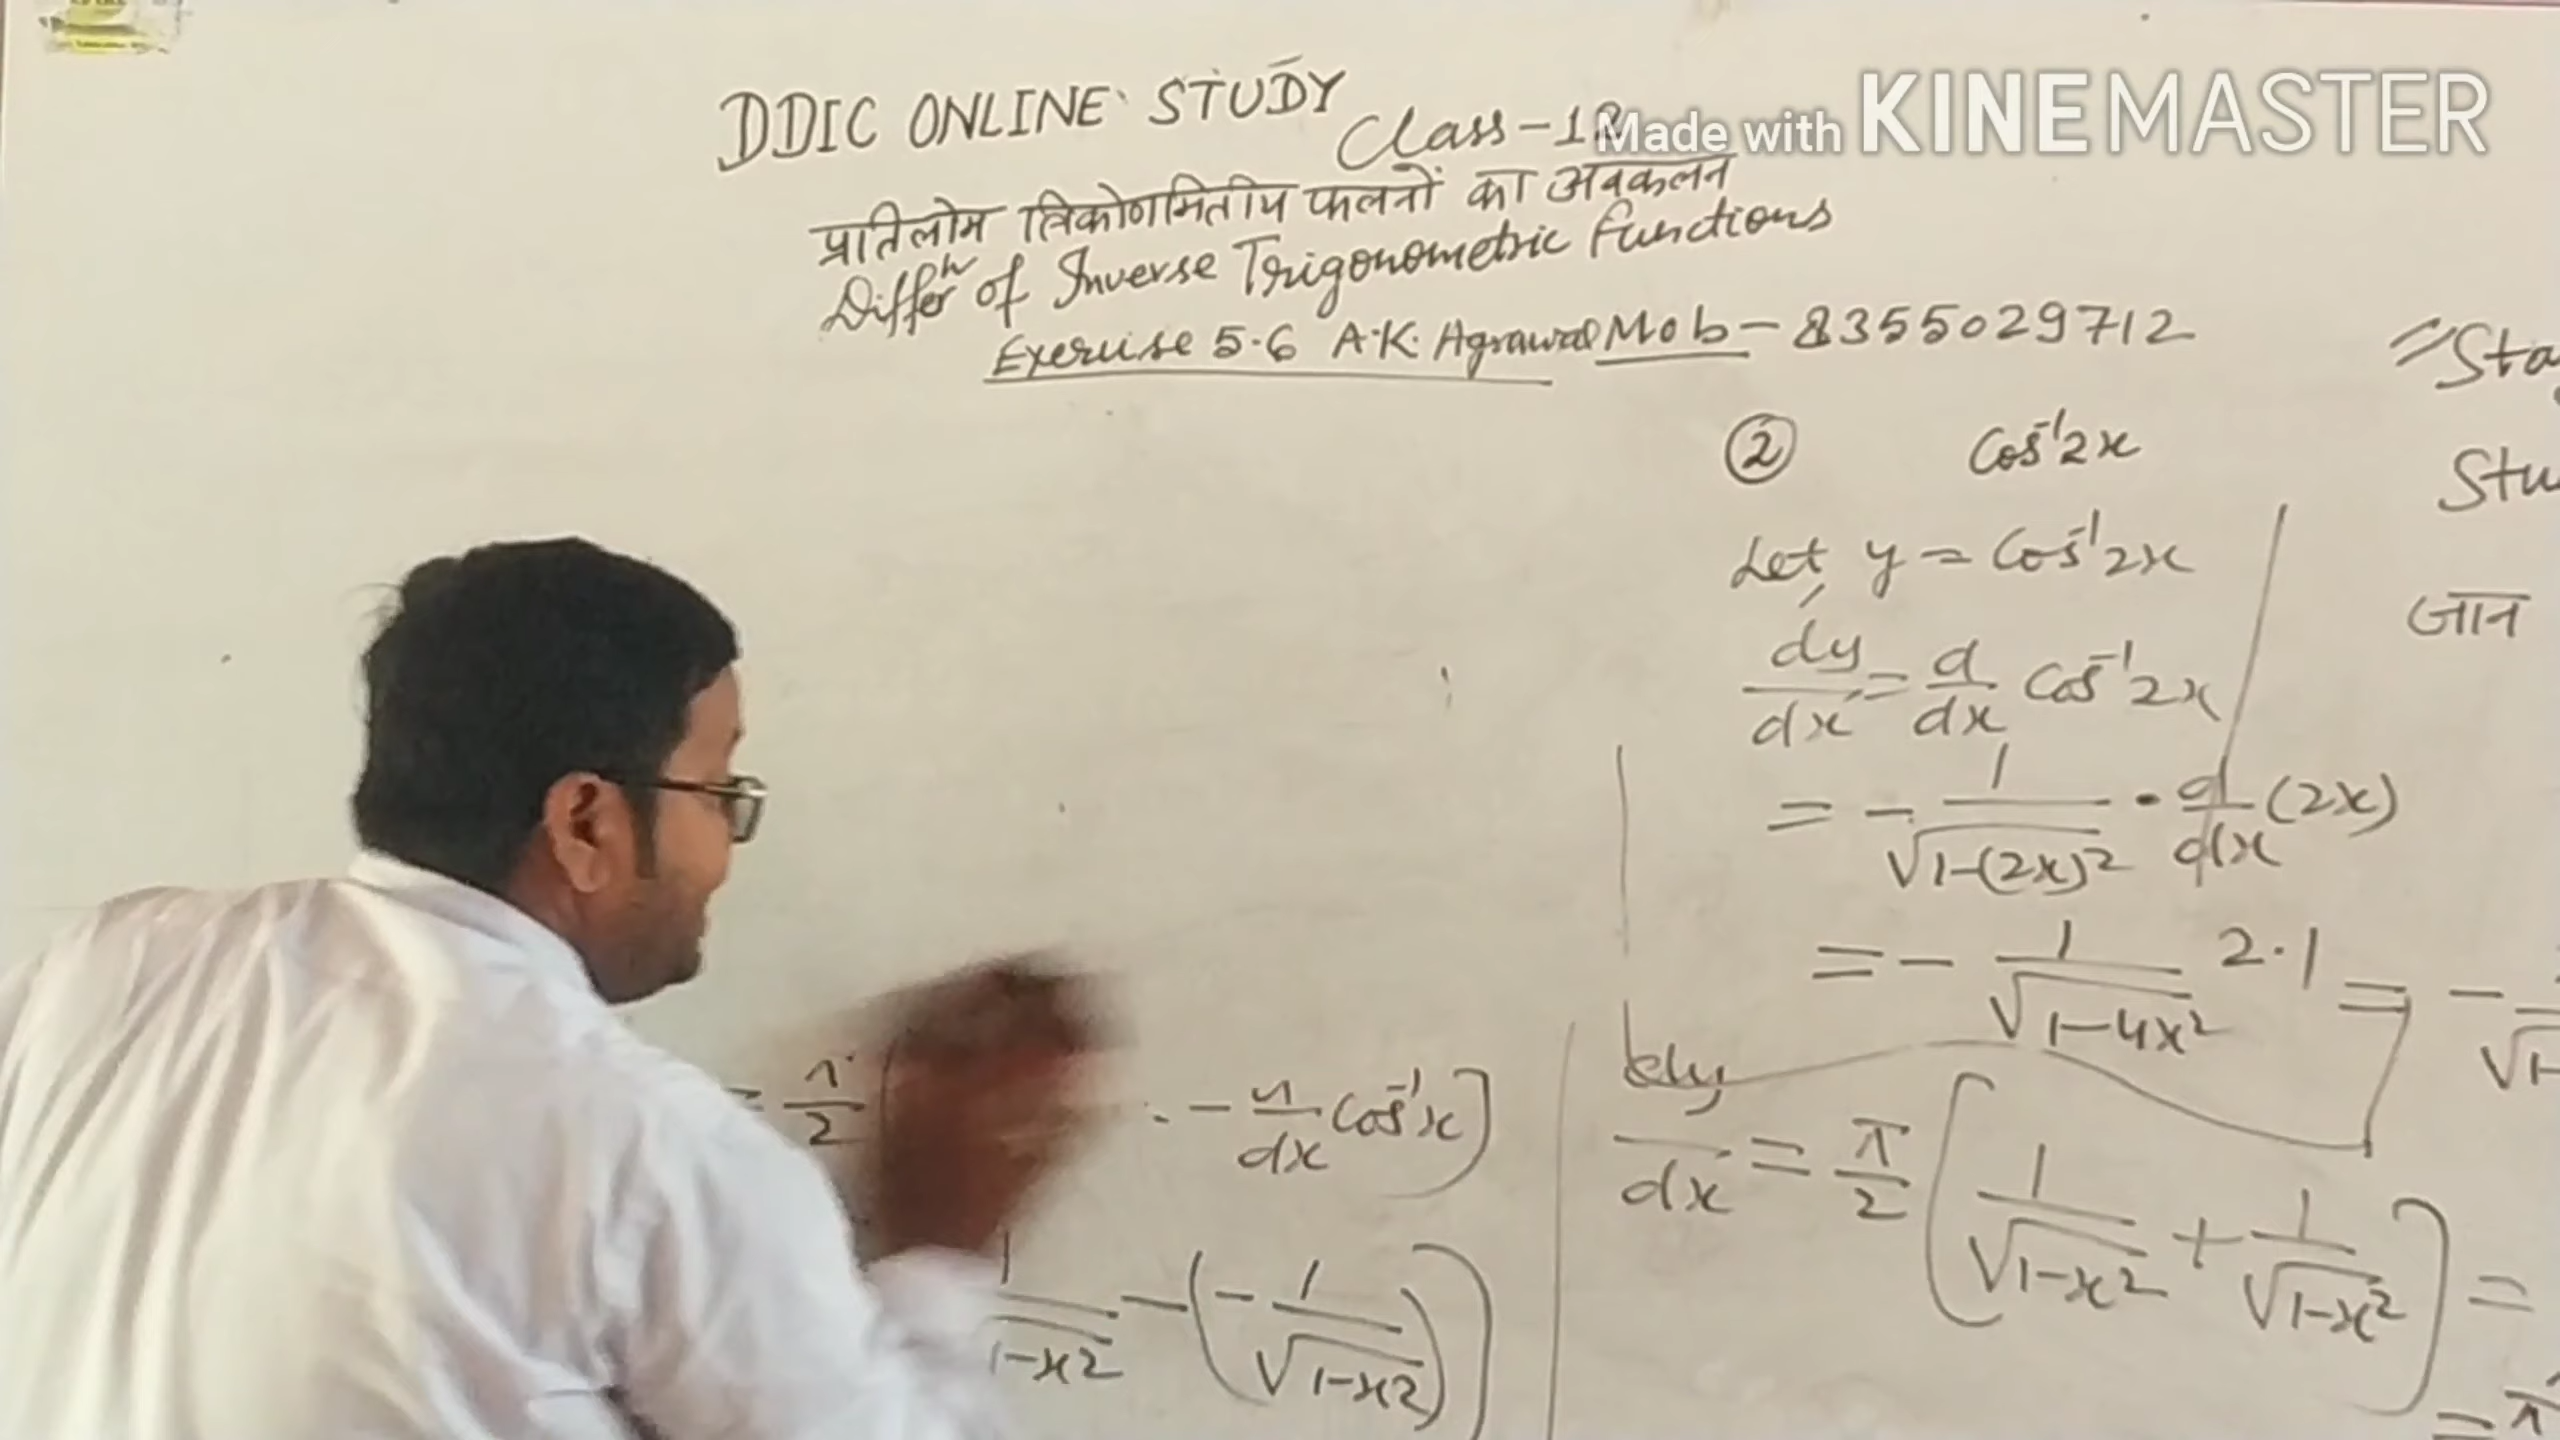 DDIC ONLINE STUDY
Class-12
Made with KINEMASTER
प्रतिलोम त्रिकोणमितीय फलनों का अवकलन
Differⁿ of Inverse Trigonometric functions
Exercise 5.6 A.K. Agrawal Mob - 8355029712
② Cos⁻¹2x
Let, y = Cos⁻¹2x
dy/dx = d/dx Cos⁻¹2x
= - 1/√1-(2x)² · d/dx (2x)
= - 1/√1-4x² 2·1 = -
= π/2 - d/dx Cos⁻¹x)
1-x2 - (- 1/√1-x2))
dx = π/2 (1/√1-x2 + 1/√1-x2) =
= π
Stu
जान